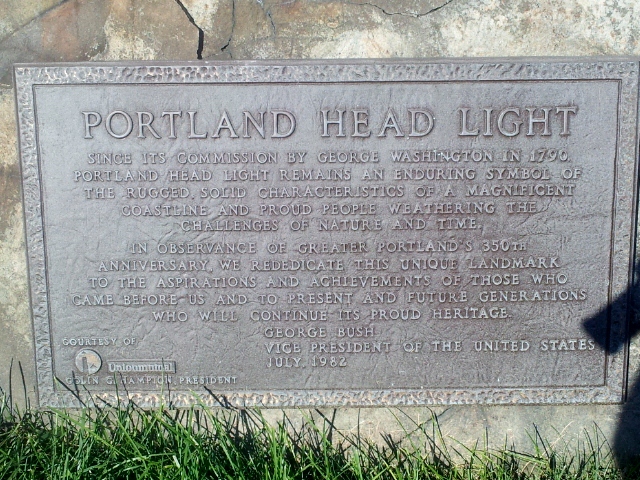 PORTLAND HEAD LIGHT
SINCE ITS COMMISSION BY GEORGE WASHINGTON IN 1790,
PORTLAND HEAD LIGHT REMAINS AN ENDURING SYMBOL OF
THE RUGGED, SOLID CHARACTERISTICS OF A MAGNIFICENT
COASTLINE AND PROUD PEOPLE WEATHERING THE
CHALLENGES OF NATURE AND TIME.
IN OBSERVANCE OF GREATER PORTLAND'S 350TH
ANNIVERSARY, WE REDEDICATE THIS UNIQUE LANDMARK
TO THE ASPIRATIONS AND ACHIEVEMENTS OF THOSE WHO
CAME BEFORE US AND TO PRESENT AND FUTURE GENERATIONS
WHO WILL CONTINUE ITS PROUD HERITAGE.
GEORGE BUSH
VICE PRESIDENT OF THE UNITED STATES
JULY, 1982
COURTESY OF
Unionmutual
COLIN C. HAMPTON, PRESIDENT